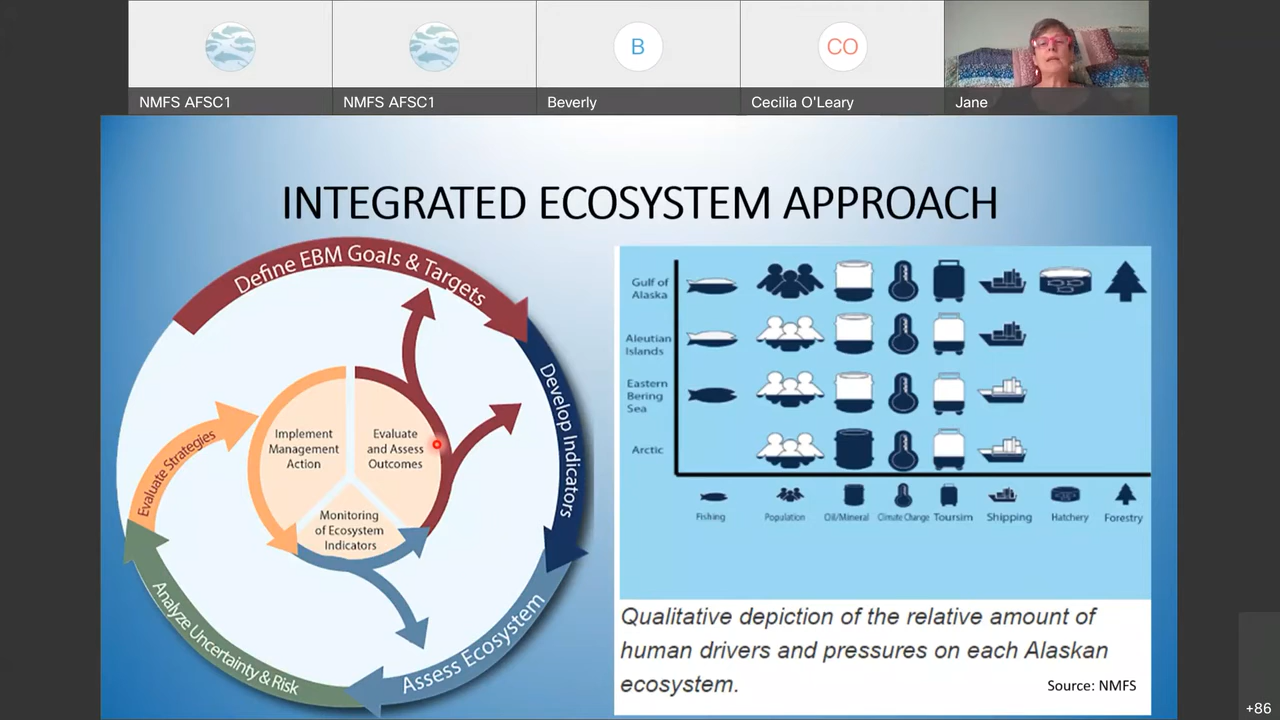 B
CO
NMFS AFSC1
NMFS AFSC1
Beverly
Cecilia O'Leary
Jane
INTEGRATED ECOSYSTEM APPROACH
Define EBM Goals & Targets
Develop Indicators
Assess Ecosystem
Analyze Uncertainty & Risk
Evaluate Strategies
Implement
Management
Action
Evaluate
and Assess
Outcomes
Monitoring
of Ecosystem
Indicators
Gulf of
Alaska
Aleutian
Islands
Eastern
Bering
Sea
Arctic
Fishing
Population
Oil/Mineral
Climate Change
Toursim
Shipping
Hatchery
Forestry
Qualitative depiction of the relative amount of
human drivers and pressures on each Alaskan
ecosystem.
Source: NMFS
+86